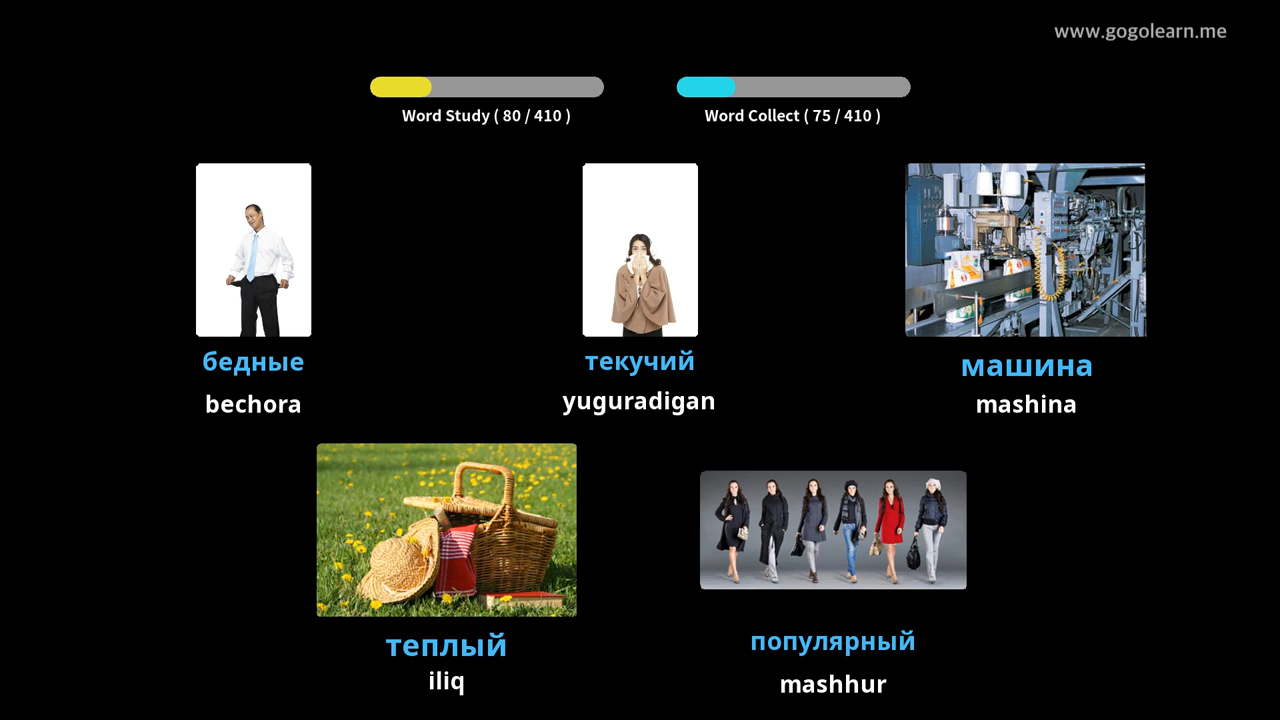 www.gogolearn.me
Word Study ( 80 / 410 )
Word Collect ( 75 / 410 )
бедные
bechora
текучий
yuguradigan
машина
mashina
теплый
iliq
популярный
mashhur